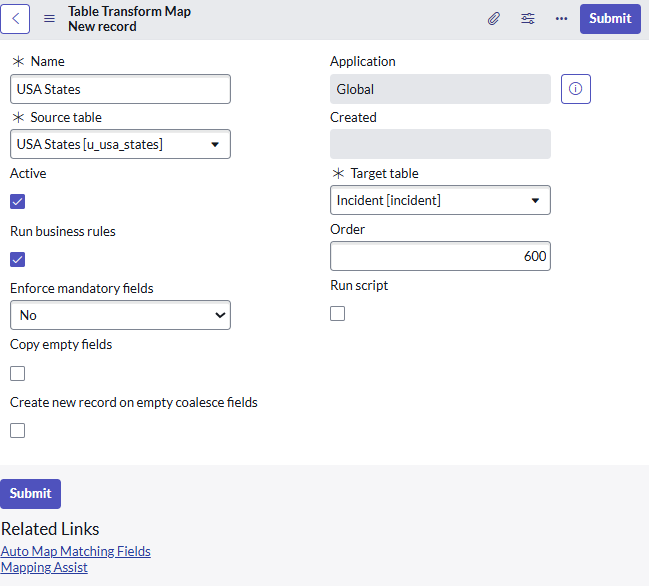 Table Transform Map
New record
Submit
Name
USA States
Source table
USA States [u_usa_states]
Active
Run business rules
Enforce mandatory fields
No
Copy empty fields
Create new record on empty coalesce fields
Application
Global
Created
Target table
Incident [incident]
Order
600
Run script
Submit
Related Links
Auto Map Matching Fields
Mapping Assist